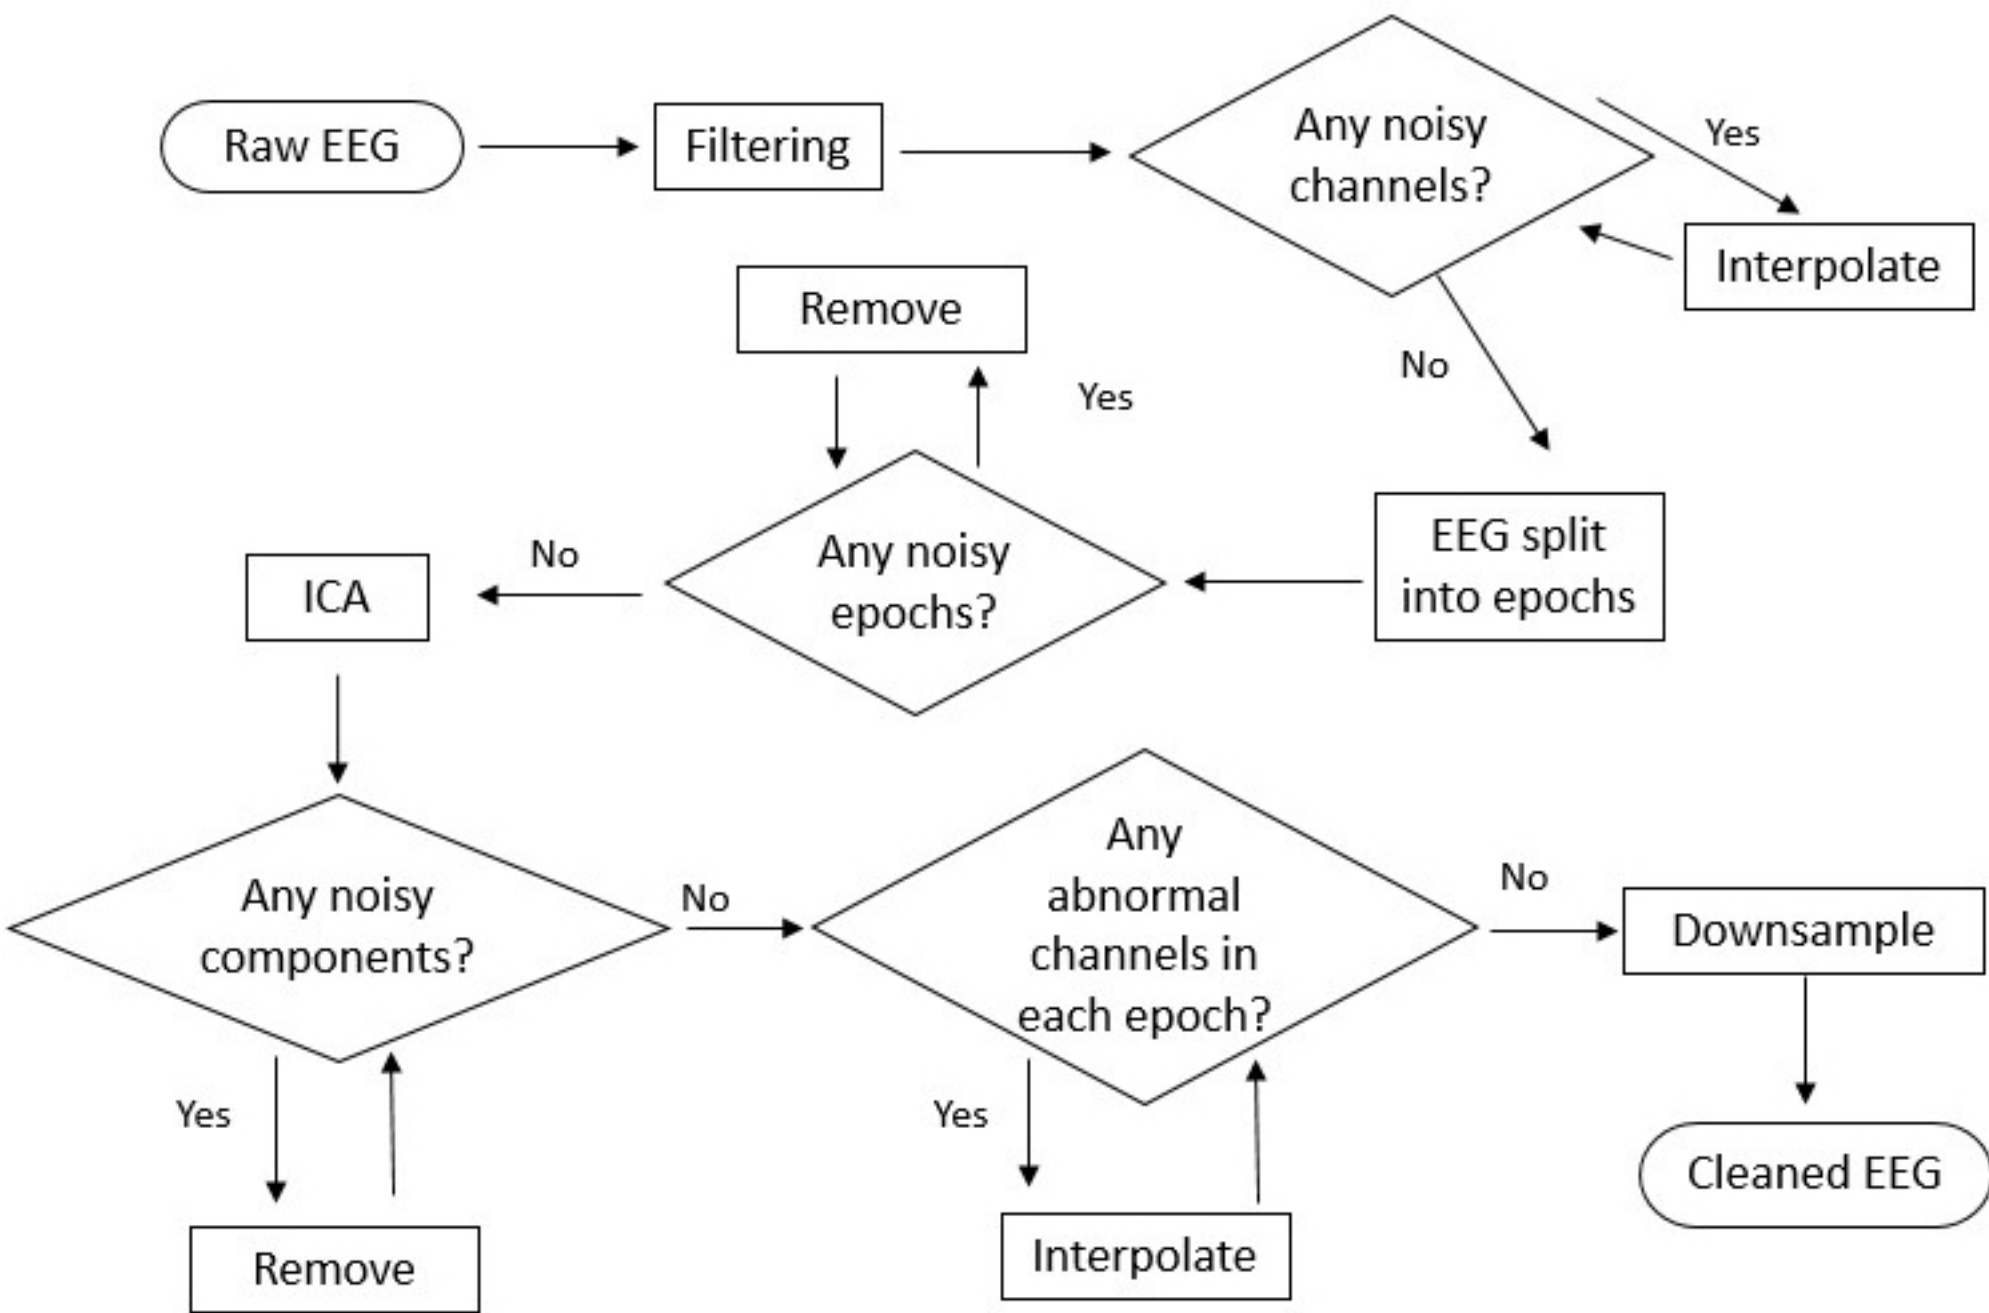 Raw EEG
Filtering
Any noisy
channels?
Yes
Interpolate
No
EEG split
into epochs
Any noisy
epochs?
Yes
Remove
No
ICA
Any noisy
components?
Yes
Remove
No
Any
abnormal
channels in
each epoch?
Yes
Interpolate
No
Downsample
Cleaned EEG